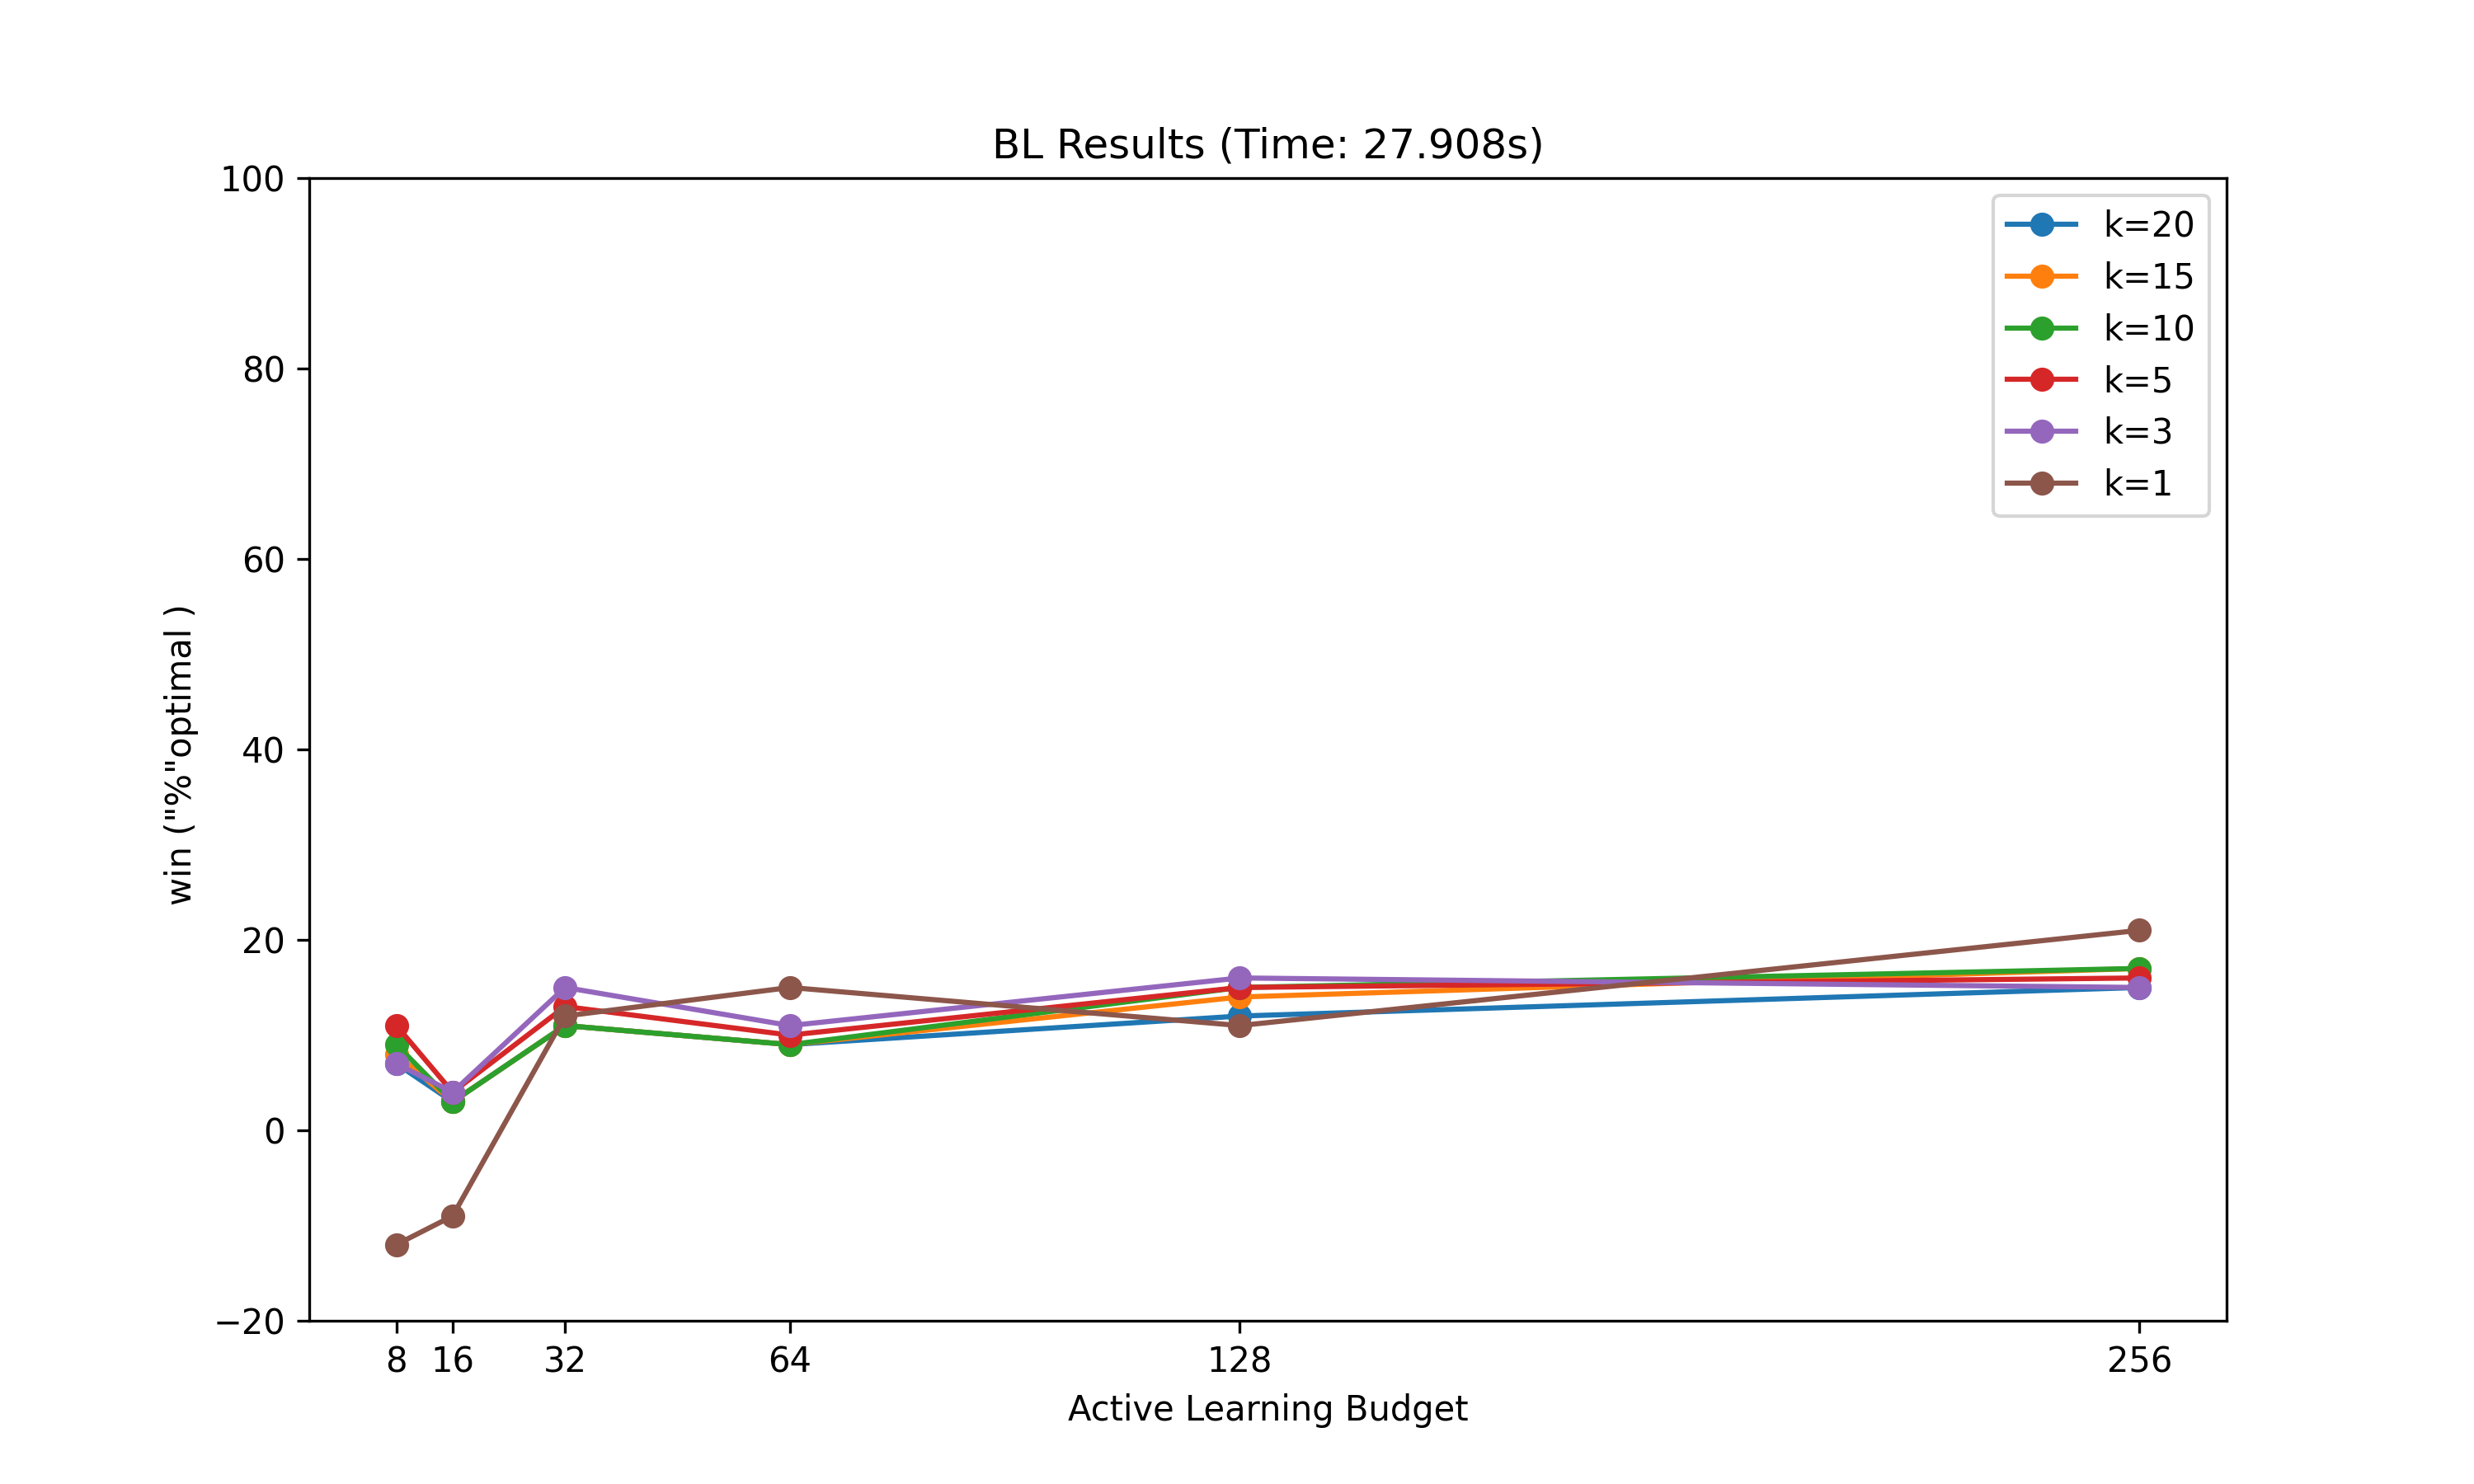 BL Results (Time: 27.908s)
100
80
60
40
20
0
−20
win ("%"optimal )
k=20
k=15
k=10
k=5
k=3
k=1
8 16 32 64 128 256
Active Learning Budget